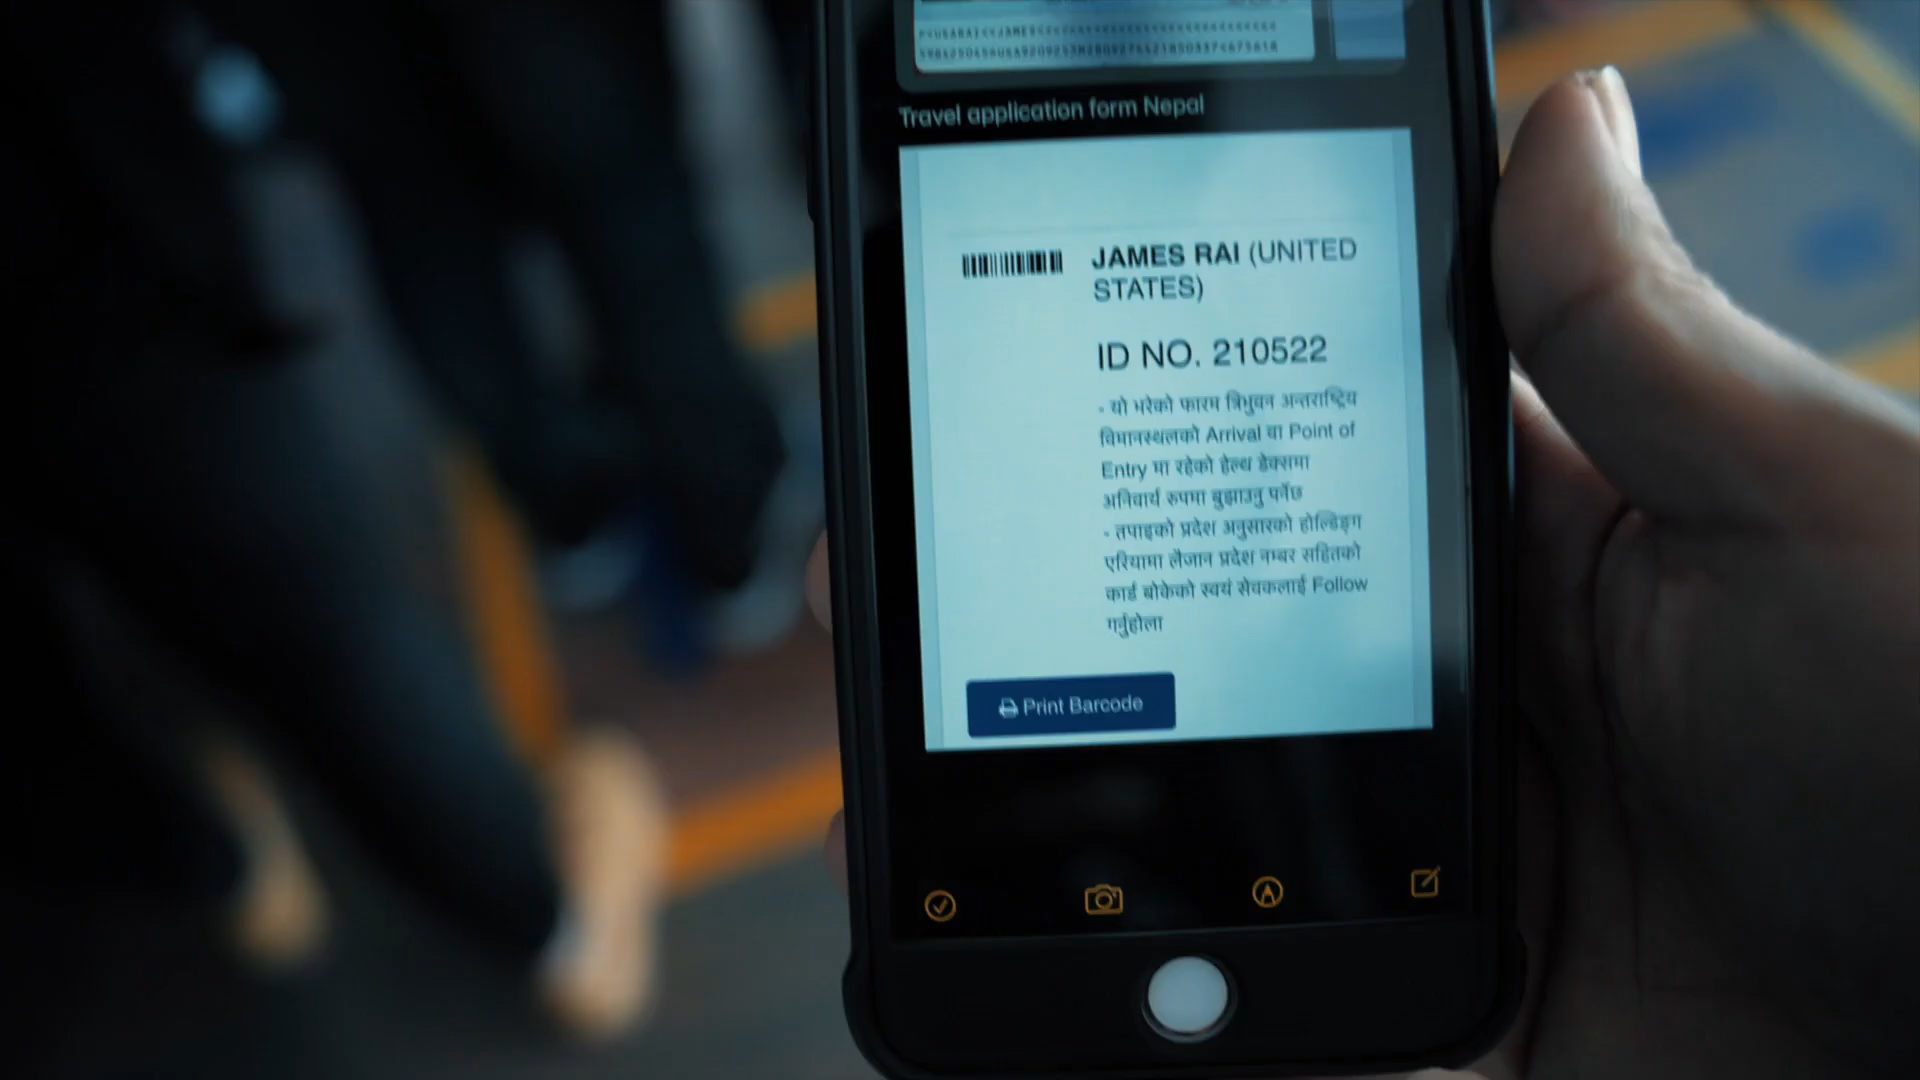 Travel application form Nepal
JAMES RAI (UNITED
STATES)
ID NO. 210522
- यो भरेको फारम त्रिभुवन अन्तराष्ट्रिय
विमानस्थलको Arrival वा Point of
Entry मा रहेको हेल्थ डेक्समा
अनिवार्य रुपमा बुझाउनु पर्नेछ
- तपाइको प्रदेश अनुसारको होल्डिङ्ग
एरियामा लैजान प्रदेश नम्बर सहितको
कार्ड बोकेको स्वयं सेवकलाई Follow
गर्नुहोला
Print Barcode